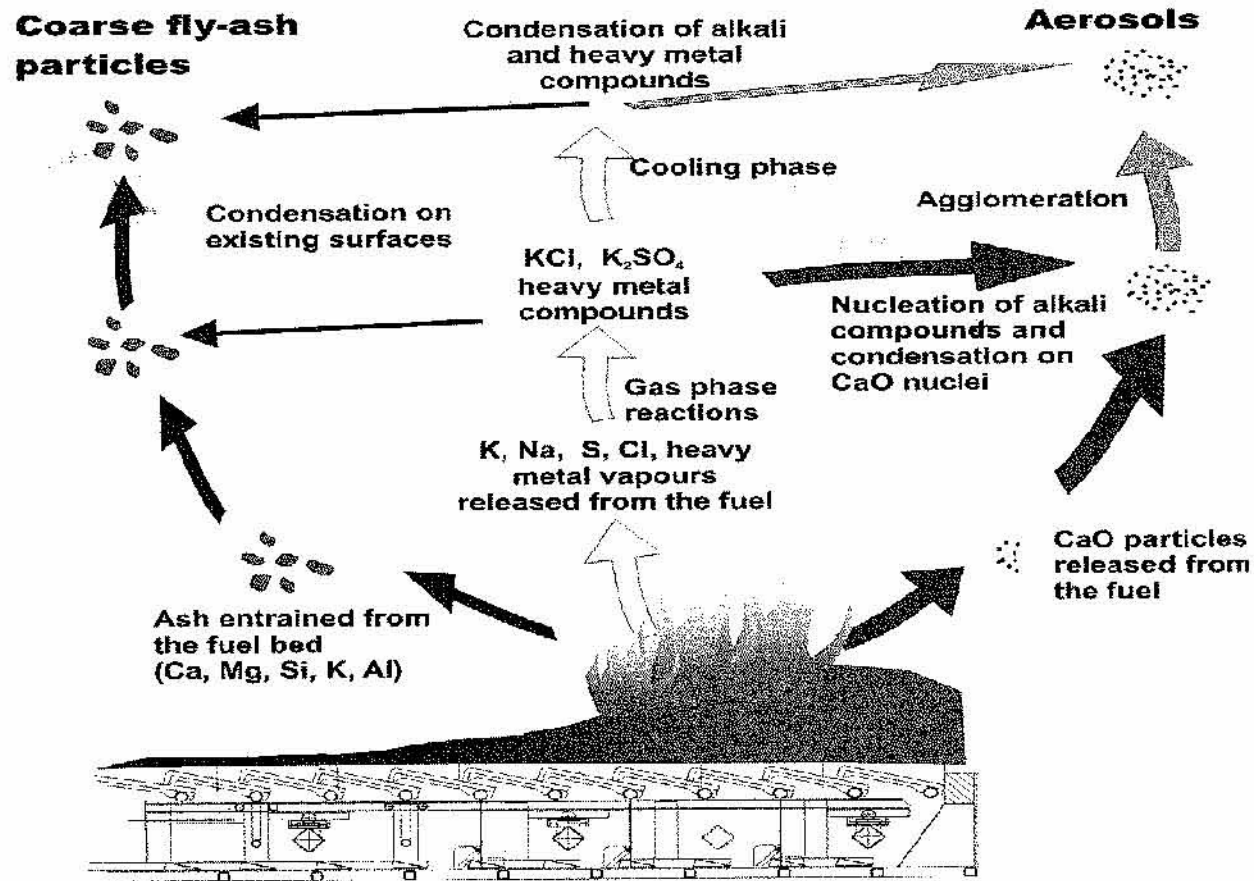 Coarse fly-ash
particles
Condensation of alkali
and heavy metal
compounds
Aerosols
Cooling phase
Agglomeration
Condensation on
existing surfaces
KCl, K₂SO₄
heavy metal
compounds
Nucleation of alkali
compounds and
condensation on
CaO nuclei
Gas phase
reactions
K, Na, S, Cl, heavy
metal vapours
released from the fuel
CaO particles
released from
the fuel
Ash entrained from
the fuel bed
(Ca, Mg, Si, K, Al)